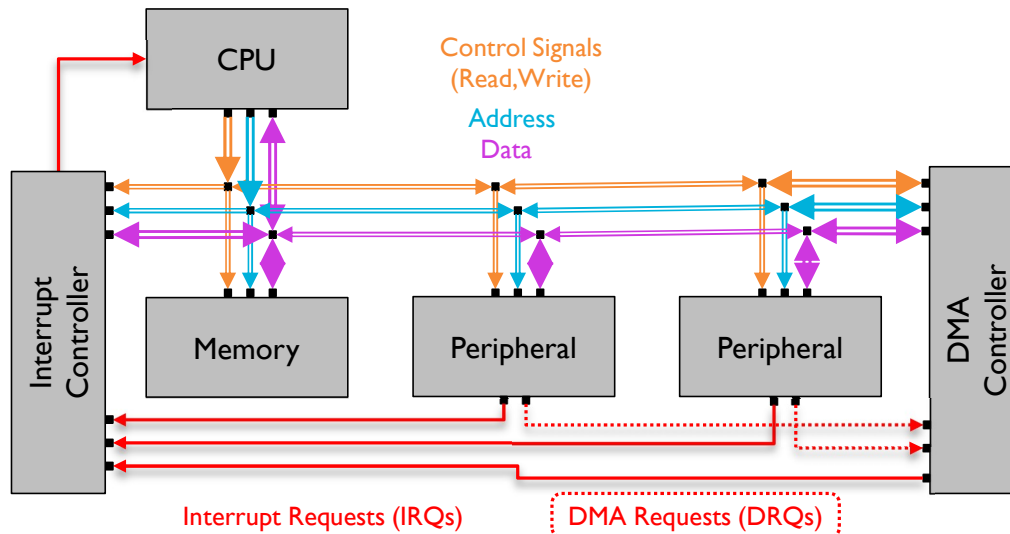 CPU
Control Signals
(Read,Write)
Address
Data
Interrupt
Controller
Memory
Peripheral
Peripheral
DMA
Controller
Interrupt Requests (IRQs)
DMA Requests (DRQs)